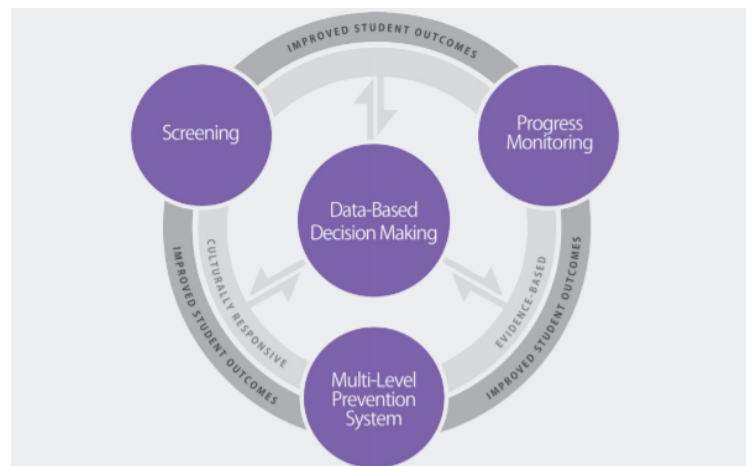 IMPROVED STUDENT OUTCOMES
Screening
Progress
Monitoring
Data-Based
Decision Making
IMPROVED STUDENT OUTCOMES
CULTURALLY RESPONSIVE
EVIDENCE-BASED
IMPROVED STUDENT OUTCOMES
Multi-Level
Prevention
System